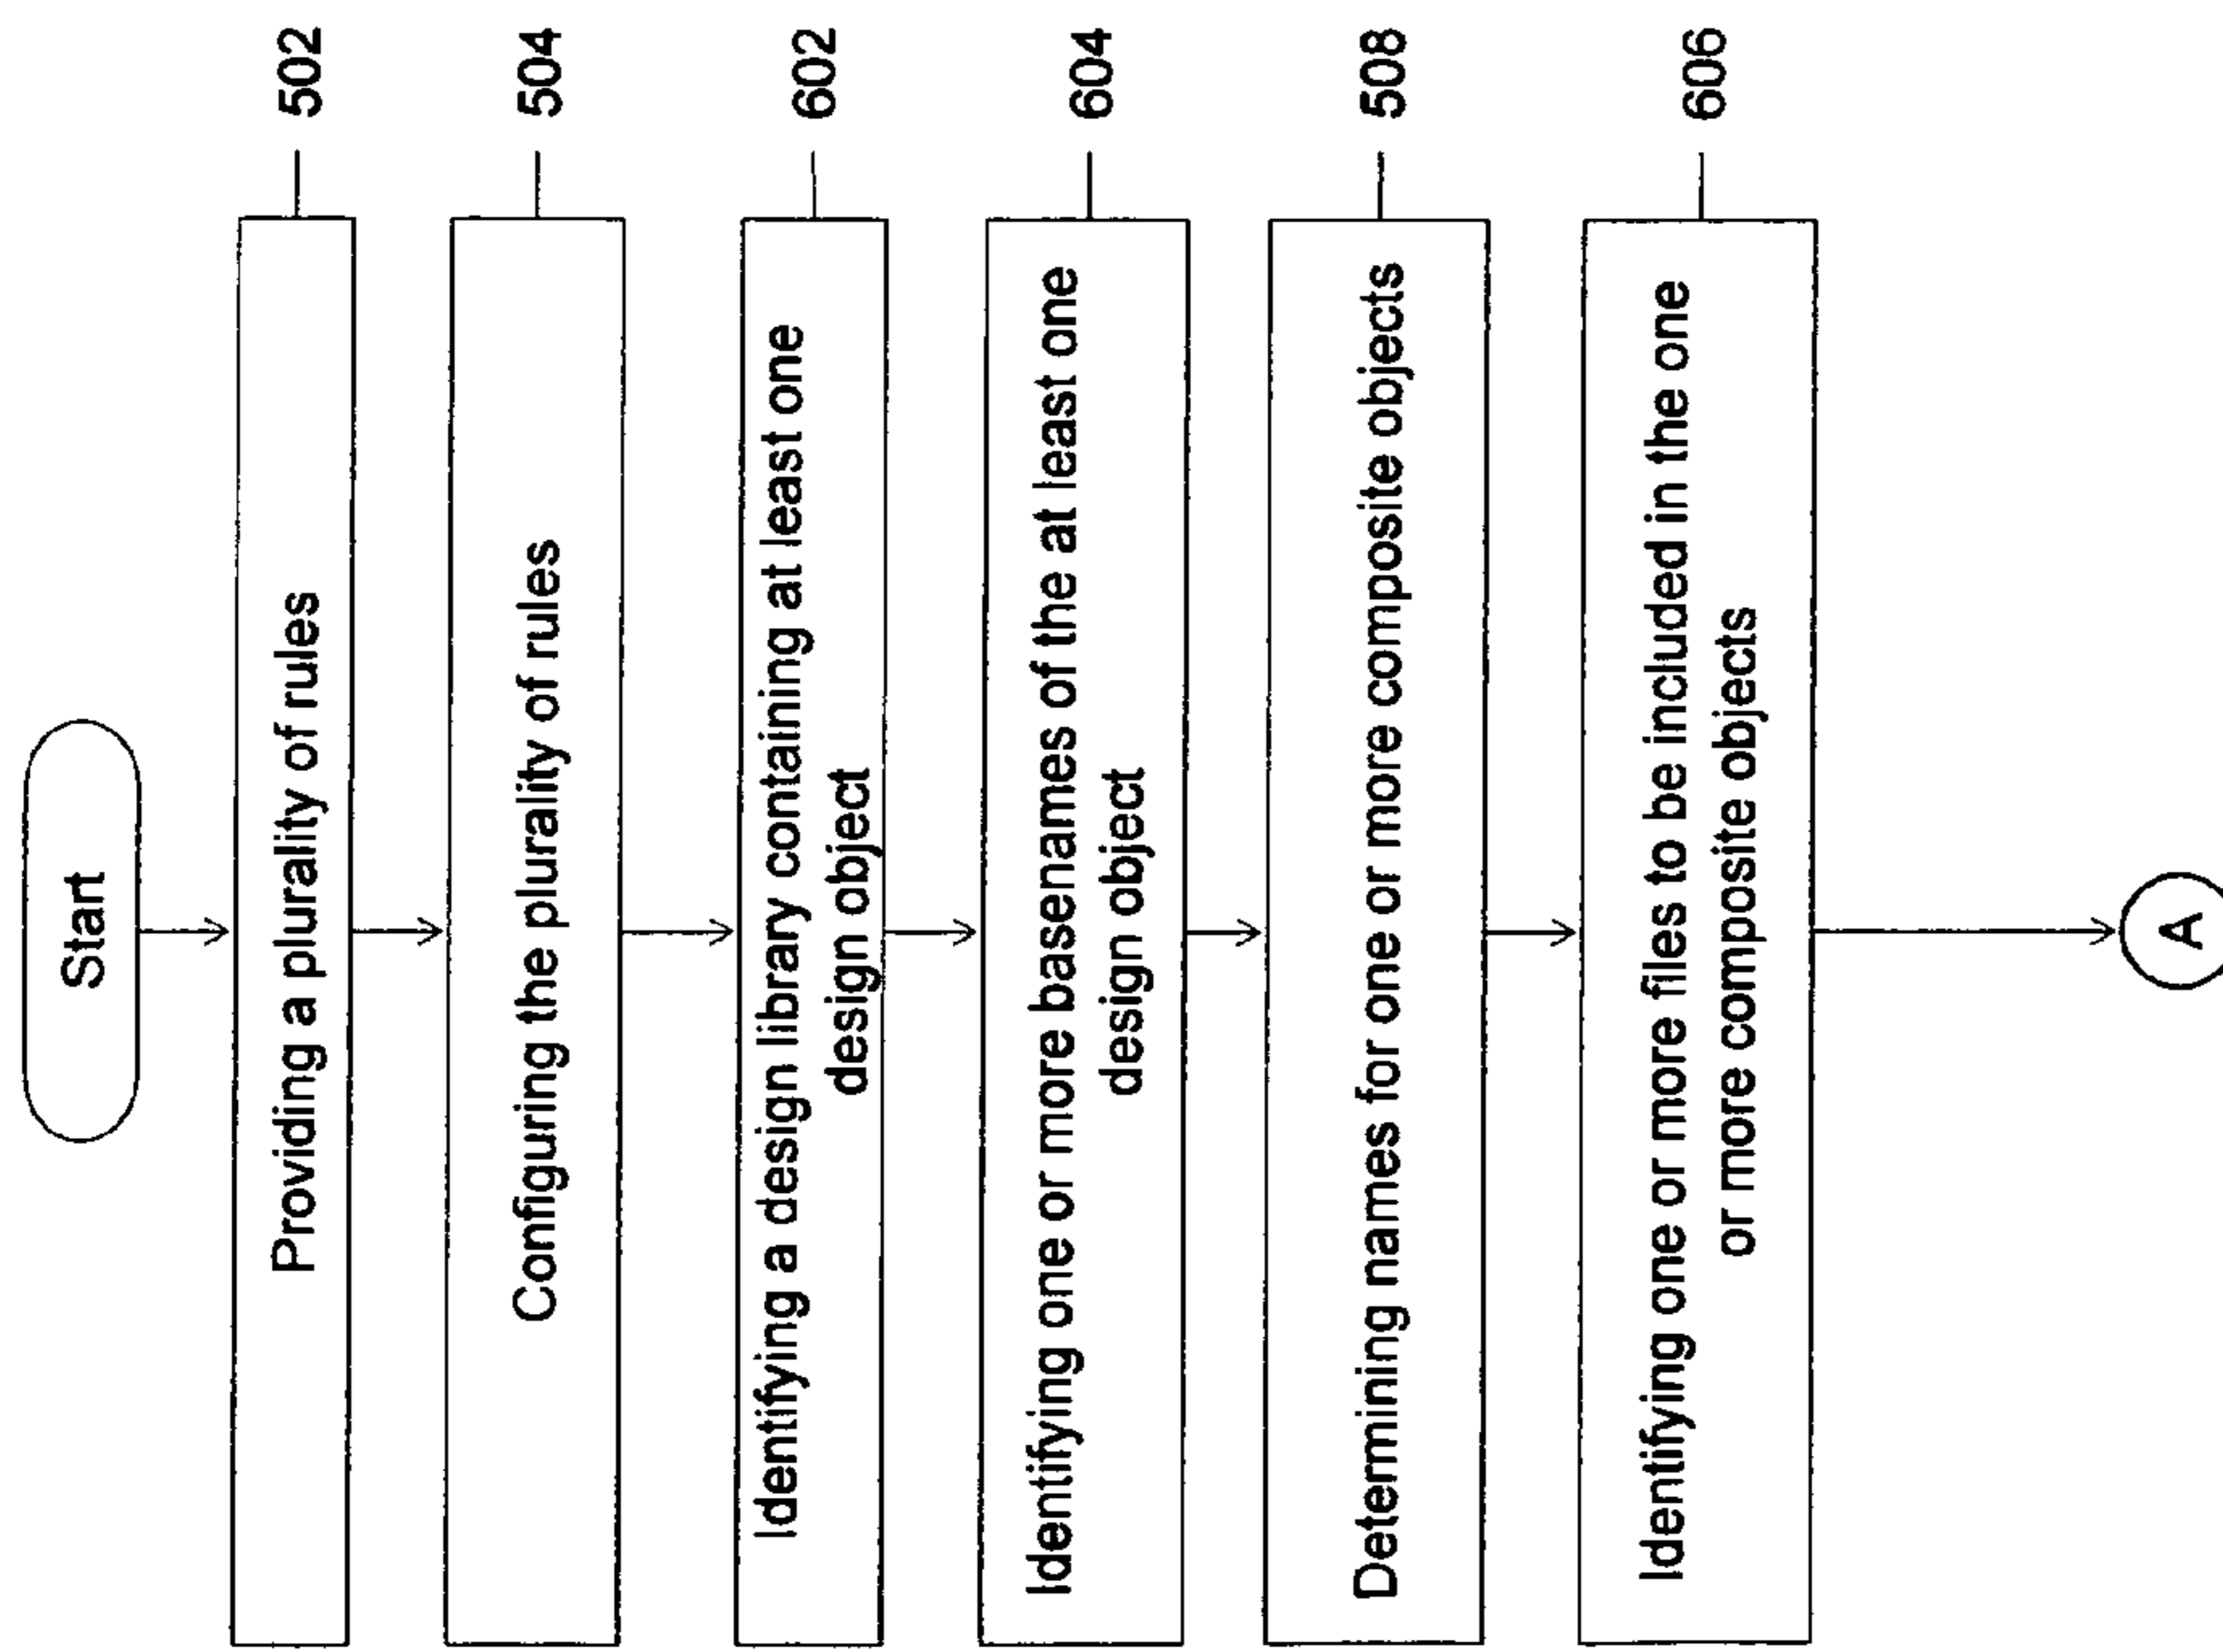 Start
Providing a plurality of rules
502
Configuring the plurality of rules
504
Identifying a design library containing at least one
design object
602
Identifying one or more basenames of the at least one
design object
604
Determining names for one or more composite objects
508
Identifying one or more files to be included in the one
or more composite objects
606
A